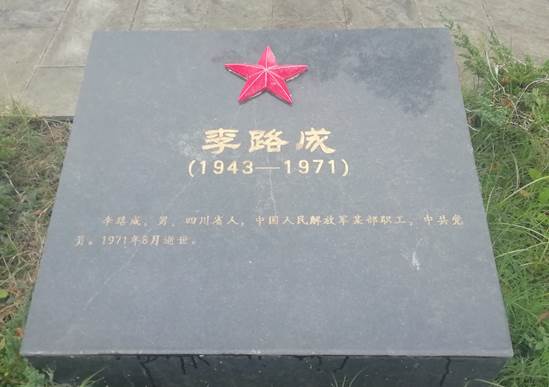 李路成
(1943—1971)
李路成，男，四川省人，中国人民解放军某部职工，中共党
员。1971年8月逝世。